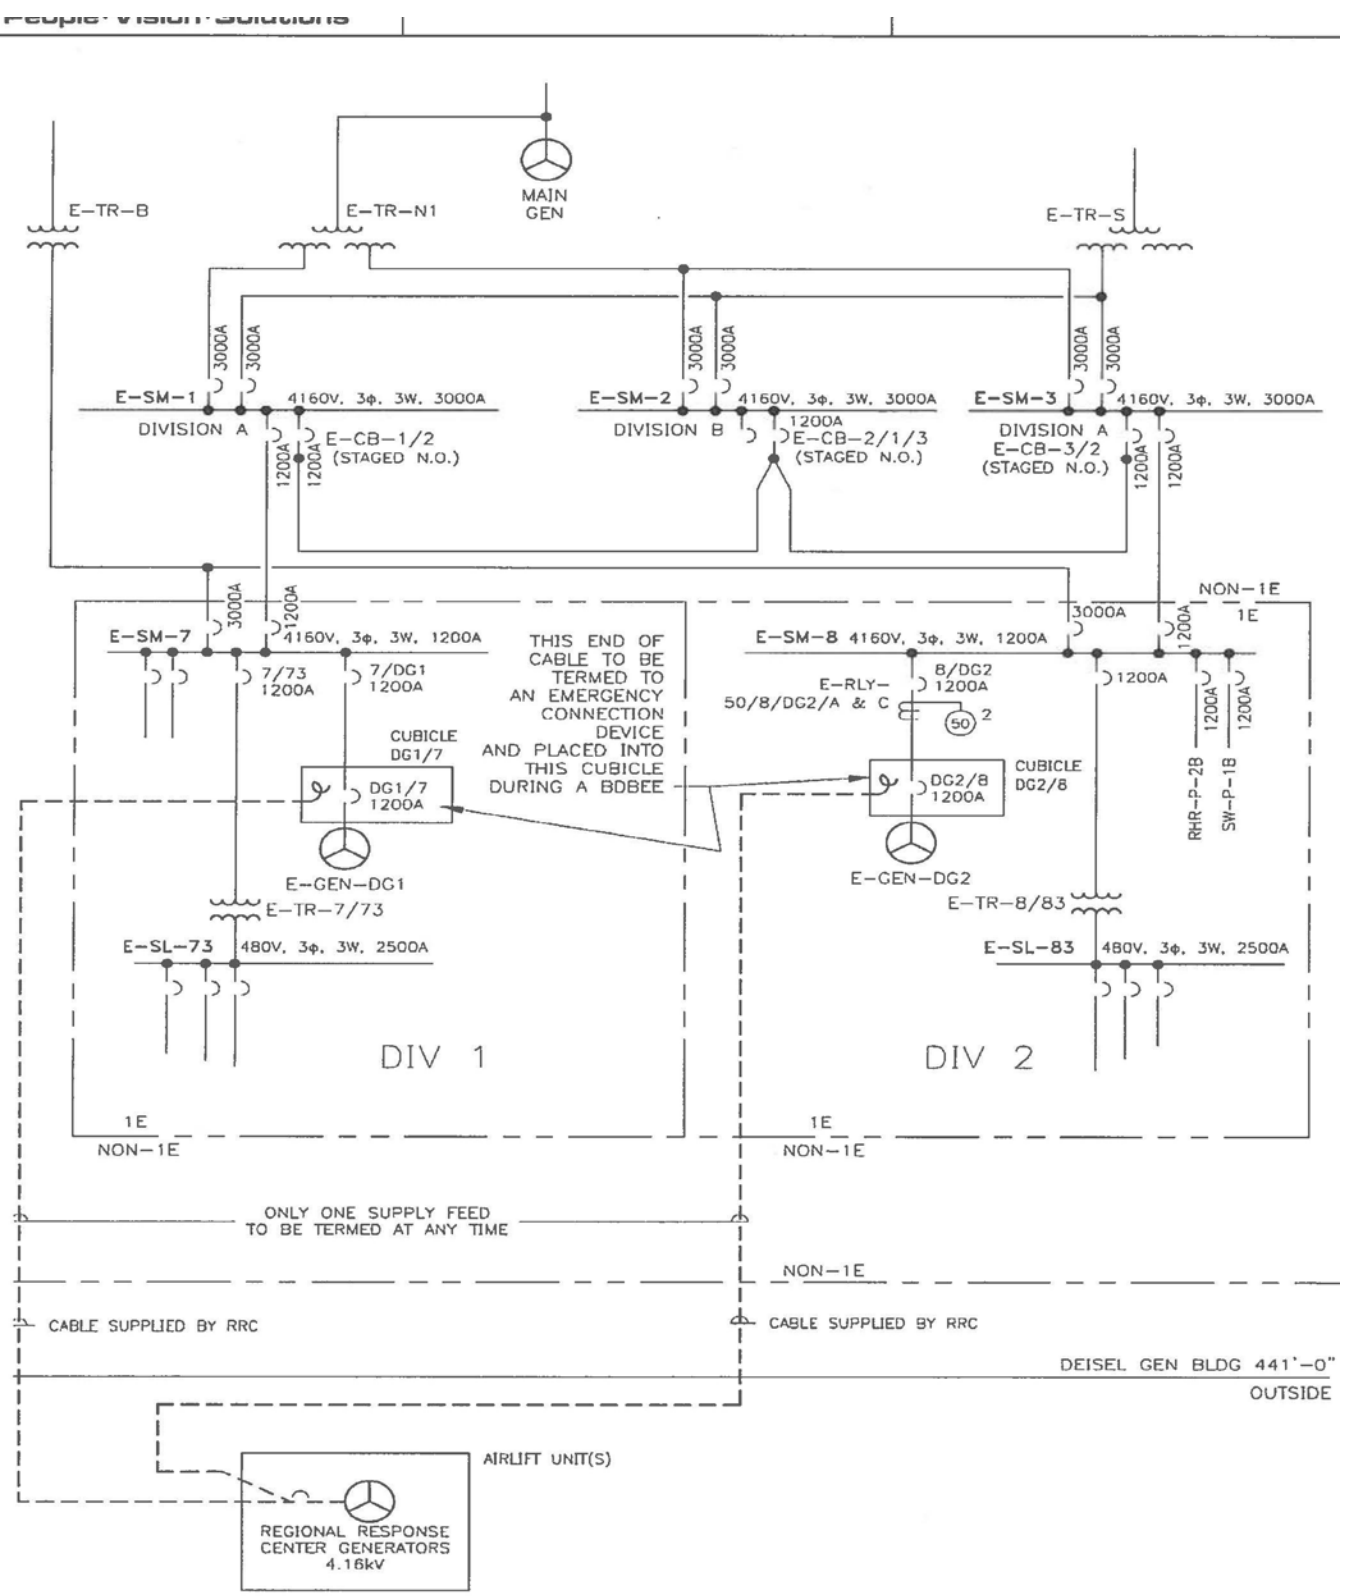 People·Vision·Solutions
MAIN
GEN
E-TR-B
E-TR-N1
E-TR-S
3000A
3000A
3000A
3000A
3000A
3000A
E-SM-1
4160V, 3φ, 3W, 3000A
E-SM-2
4160V, 3φ, 3W, 3000A
E-SM-3
4160V, 3φ, 3W, 3000A
DIVISION A
1200A
1200A
E-CB-1/2
(STAGED N.O.)
DIVISION B
1200A
E-CB-2/1/3
(STAGED N.O.)
DIVISION A
E-CB-3/2
(STAGED N.O.)
1200A
1200A
NON-1E
1E
3000A
1200A
3000A
1200A
E-SM-7
4160V, 3φ, 3W, 1200A
E-SM-8 4160V, 3φ, 3W, 1200A
7/73
1200A
7/DG1
1200A
THIS END OF
CABLE TO BE
TERMED TO
AN EMERGENCY
CONNECTION
DEVICE
AND PLACED INTO
THIS CUBICLE
DURING A BDBEE
E-RLY-
50/8/DG2/A & C
8/DG2
1200A
50
2
1200A
1200A
1200A
RHR-P-2B
SW-P-1B
CUBICLE
DG1/7
DG1/7
1200A
CUBICLE
DG2/8
DG2/8
1200A
E-GEN-DG1
E-GEN-DG2
E-TR-7/73
E-TR-8/83
E-SL-73
480V, 3φ, 3W, 2500A
E-SL-83
480V, 3φ, 3W, 2500A
DIV 1
DIV 2
1E
NON-1E
1E
NON-1E
ONLY ONE SUPPLY FEED
TO BE TERMED AT ANY TIME
NON-1E
CABLE SUPPLIED BY RRC
CABLE SUPPLIED BY RRC
DEISEL GEN BLDG 441'-0"
OUTSIDE
AIRLIFT UNIT(S)
REGIONAL RESPONSE
CENTER GENERATORS
4.16kV